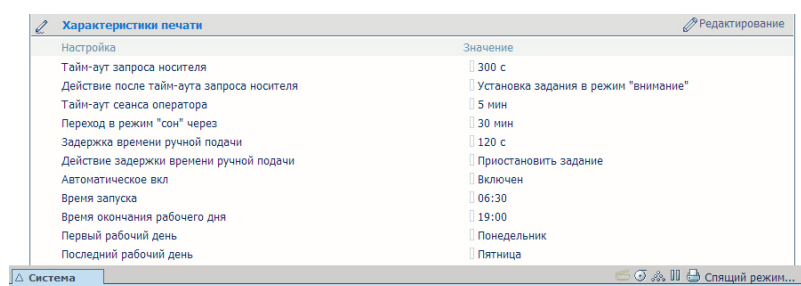 Характеристики печати Редактирование
Настройка Значение
Тайм-аут запроса носителя 300 с
Действие после тайм-аута запроса носителя Установка задания в режим "внимание"
Тайм-аут сеанса оператора 5 мин
Переход в режим "сон" через 30 мин
Задержка времени ручной подачи 120 с
Действие задержки времени ручной подачи Приостановить задание
Автоматическое вкл Включен
Время запуска 06:30
Время окончания рабочего дня 19:00
Первый рабочий день Понедельник
Последний рабочий день Пятница
Система Спящий режим...